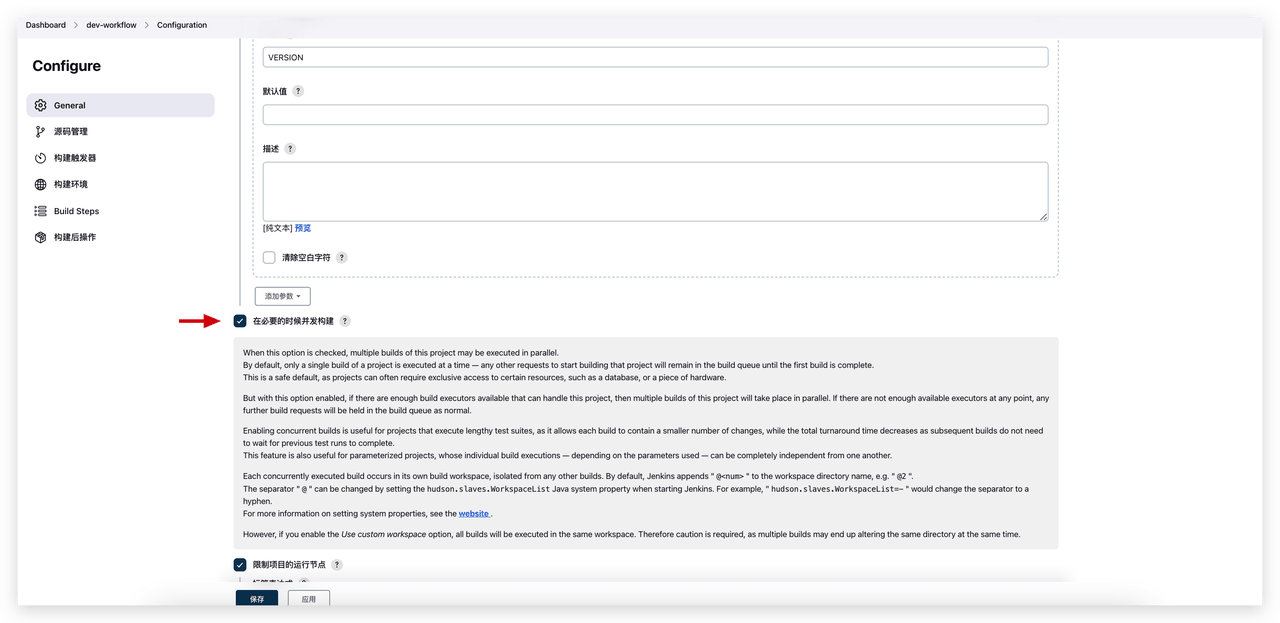 Dashboard > dev-workflow > Configuration
Configure
General
源码管理
构建触发器
构建环境
Build Steps
构建后操作
VERSION
默认值 ?
描述 ?
[纯文本] 预览
清除空白字符 ?
添加参数
在必要的时候并发构建 ?
When this option is checked, multiple builds of this project may be executed in parallel.
By default, only a single build of a project is executed at a time — any other requests to start building that project will remain in the build queue until the first build is complete.
This is a safe default, as projects can often require exclusive access to certain resources, such as a database, or a piece of hardware.
But with this option enabled, if there are enough build executors available that can handle this project, then multiple builds of this project will take place in parallel. If there are not enough available executors at any point, any
further build requests will be held in the build queue as normal.
Enabling concurrent builds is useful for projects that execute lengthy test suites, as it allows each build to contain a smaller number of changes, while the total turnaround time decreases as subsequent builds do not need
to wait for previous test runs to complete.
This feature is also useful for parameterized projects, whose individual build executions — depending on the parameters used — can be completely independent from one another.
Each concurrently executed build occurs in its own build workspace, isolated from any other builds. By default, Jenkins appends " @<num> " to the workspace directory name, e.g. " @2 ".
The separator " @ " can be changed by setting the hudson.slaves.WorkspaceList Java system property when starting Jenkins. For example, " hudson.slaves.WorkspaceList=- " would change the separator to a
hyphen.
For more information on setting system properties, see the website .
However, if you enable the Use custom workspace option, all builds will be executed in the same workspace. Therefore caution is required, as multiple builds may end up altering the same directory at the same time.
限制项目的运行节点 ?
保存
应用